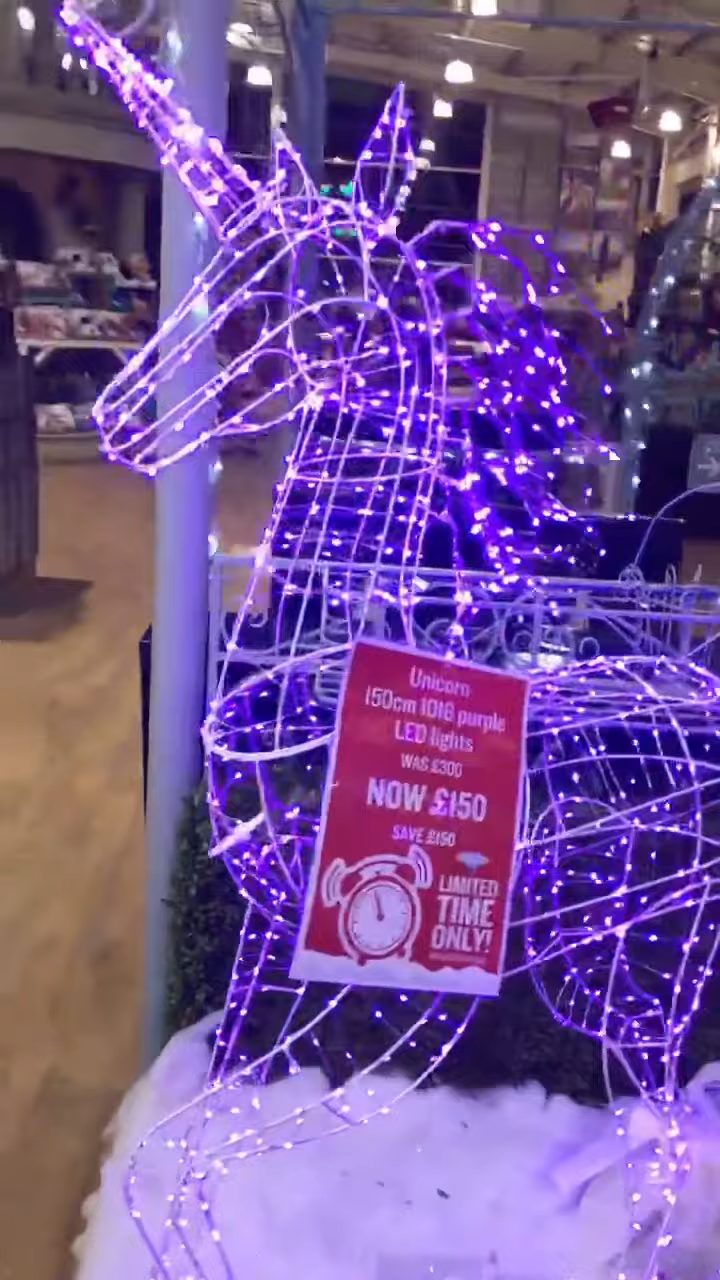 Unicorn
150cm 1016 purple
LED lights
WAS £300
NOW £150
SAVE £150
LIMITED
TIME
ONLY!